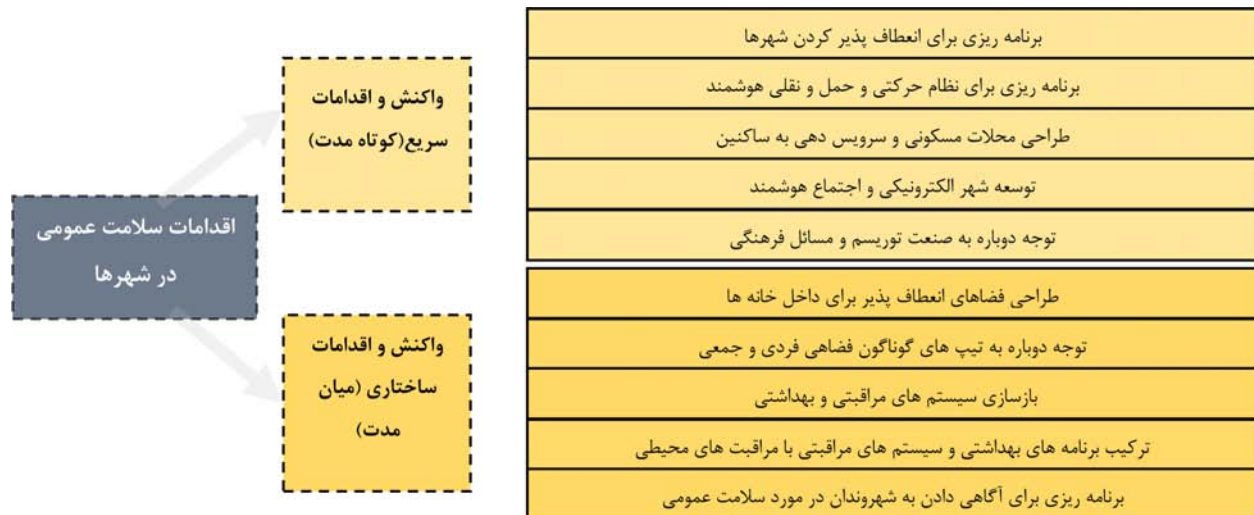 اقدامات سلامت عمومی
در شهرها
واکنش و اقدامات
سریع(کوتاه مدت)
برنامه ریزی برای انعطاف پذیر کردن شهرها
برنامه ریزی برای نظام حرکتی و حمل و نقلی هوشمند
طراحی محلات مسکونی و سرویس دهی به ساکنین
توسعه شهر الکترونیکی و اجتماع هوشمند
توجه دوباره به صنعت توریسم و مسائل فرهنگی
واکنش و اقدامات
ساختاری (میان
مدت)
طراحی فضاهای انعطاف پذیر برای داخل خانه ها
توجه دوباره به تیپ های گوناگون فضاهی فردی و جمعی
بازسازی سیستم های مراقبتی و بهداشتی
ترکیب برنامه های بهداشتی و سیستم های مراقبتی با مراقبت های محیطی
برنامه ریزی برای آگاهی دادن به شهروندان در مورد سلامت عمومی